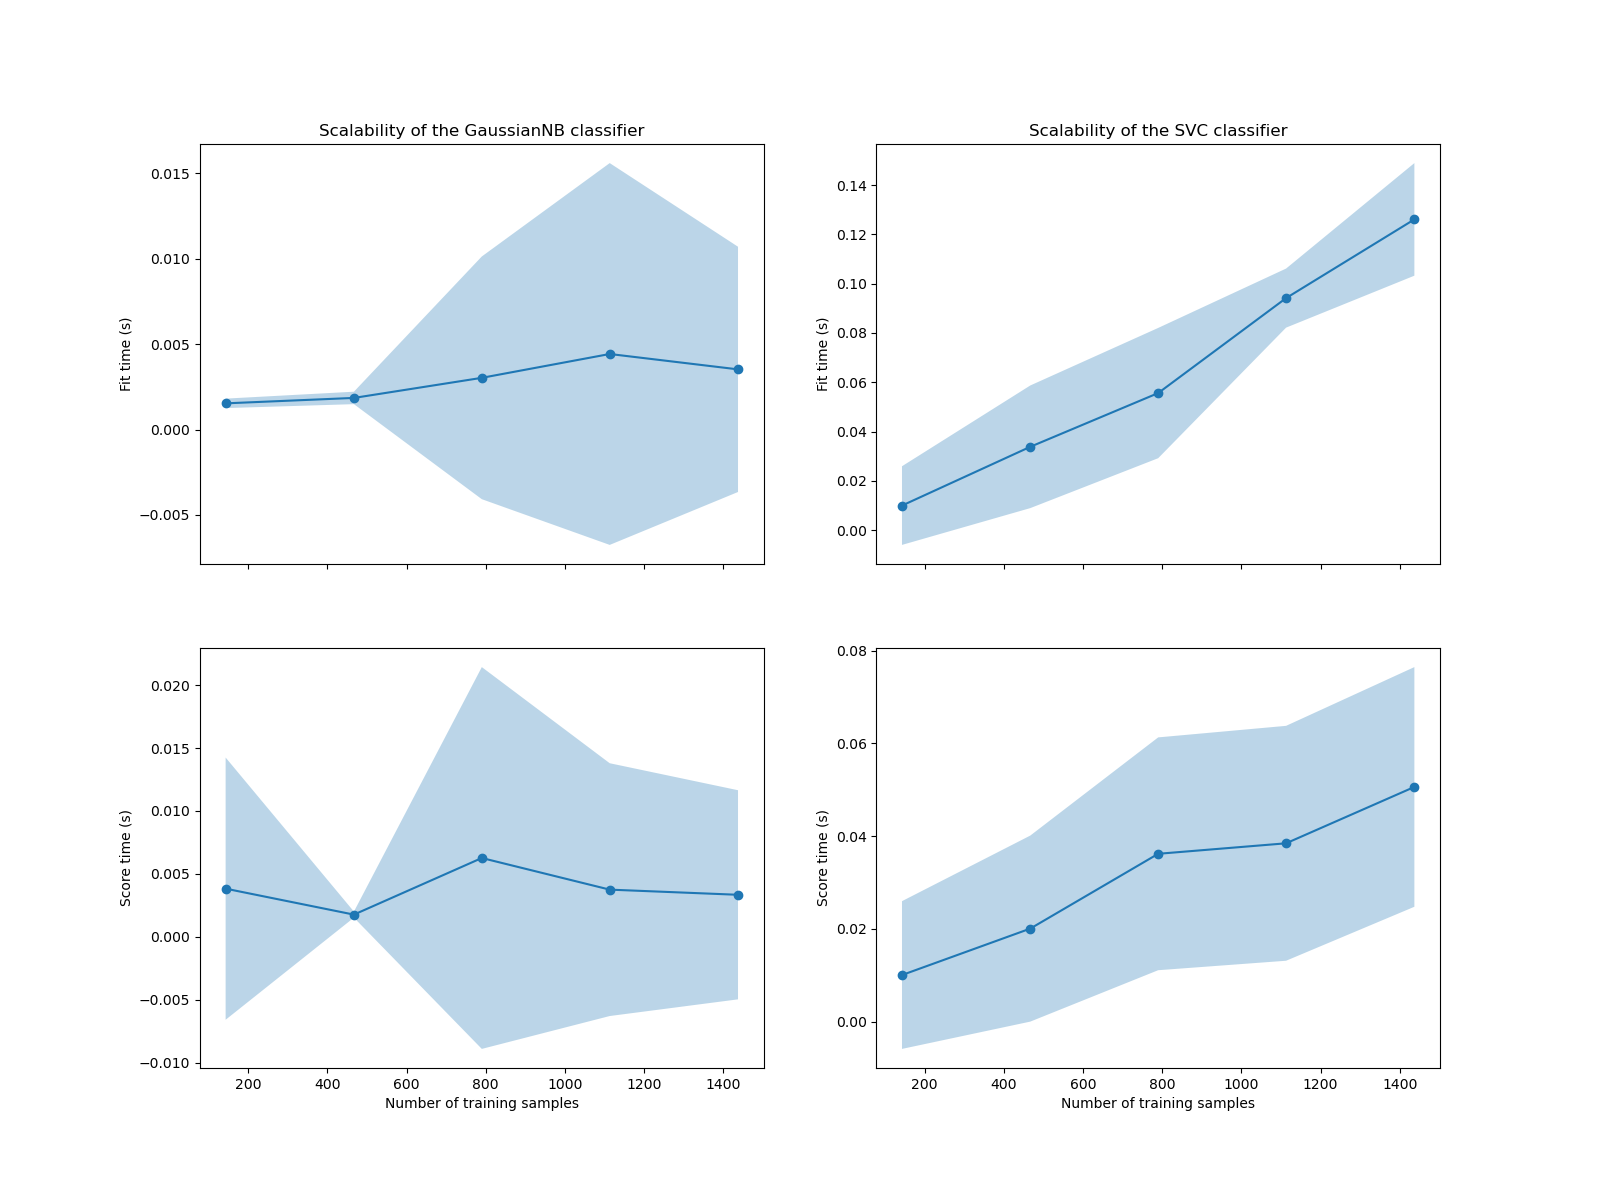 Scalability of the GaussianNB classifier
0.015
0.010
0.005
0.000
−0.005
Fit time (s)
Scalability of the SVC classifier
0.14
0.12
0.10
0.08
0.06
0.04
0.02
0.00
Fit time (s)
0.020
0.015
0.010
0.005
0.000
−0.005
−0.010
Score time (s)
200 400 600 800 1000 1200 1400
Number of training samples
0.08
0.06
0.04
0.02
0.00
Score time (s)
200 400 600 800 1000 1200 1400
Number of training samples